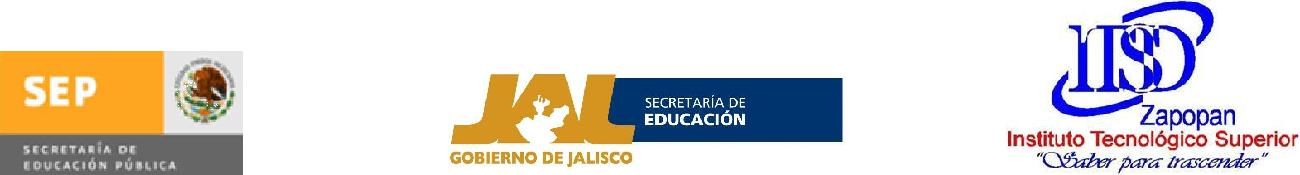 SEP
SECRETARÍA DE
EDUCACIÓN PÚBLICA
JAL
GOBIERNO DE JALISCO
SECRETARÍA DE
EDUCACIÓN
Zapopan
Instituto Tecnológico Superior
"Saber para trascender"